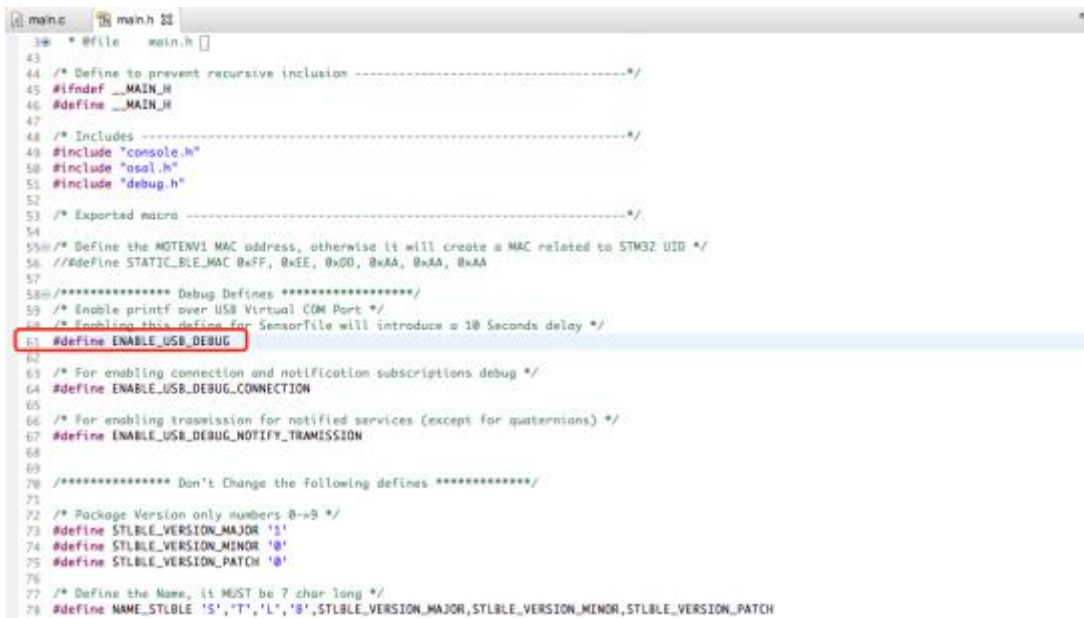 main.c main.h
3 * @file main.h
43
44 /* Define to prevent recursive inclusion -------------------------------------*/
45 #ifndef __MAIN_H
46 #define __MAIN_H
47
48 /* Includes ------------------------------------------------------------------*/
49 #include "console.h"
50 #include "osal.h"
51 #include "debug.h"
52
53 /* Exported macro ------------------------------------------------------------*/
54
55 /* Define the MOTENV1 MAC address, otherwise it will create a MAC related to STM32 UID */
56 //#define STATIC_BLE_MAC 0xFF, 0xEE, 0xDD, 0xAA, 0xAA, 0xAA
57
58 /*************** Debug Defines ******************/
59 /* Enable printf over USB Virtual COM Port */
60 /* Enabling this define for SensorTile will introduce a 10 Seconds delay */
61 #define ENABLE_USB_DEBUG
62
63 /* For enabling connection and notification subscriptions debug */
64 #define ENABLE_USB_DEBUG_CONNECTION
65
66 /* For enabling trasmission for notified services (except for quaternions) */
67 #define ENABLE_USB_DEBUG_NOTIFY_TRAMISSION
68
69
70 /*************** Don't Change the following defines *************/
71
72 /* Package Version only numbers 0->9 */
73 #define STLBLE_VERSION_MAJOR '1'
74 #define STLBLE_VERSION_MINOR '0'
75 #define STLBLE_VERSION_PATCH '0'
76
77 /* Define the Name, it MUST be 7 char long */
78 #define NAME_STLBLE 'S','T','L','B',STLBLE_VERSION_MAJOR,STLBLE_VERSION_MINOR,STLBLE_VERSION_PATCH